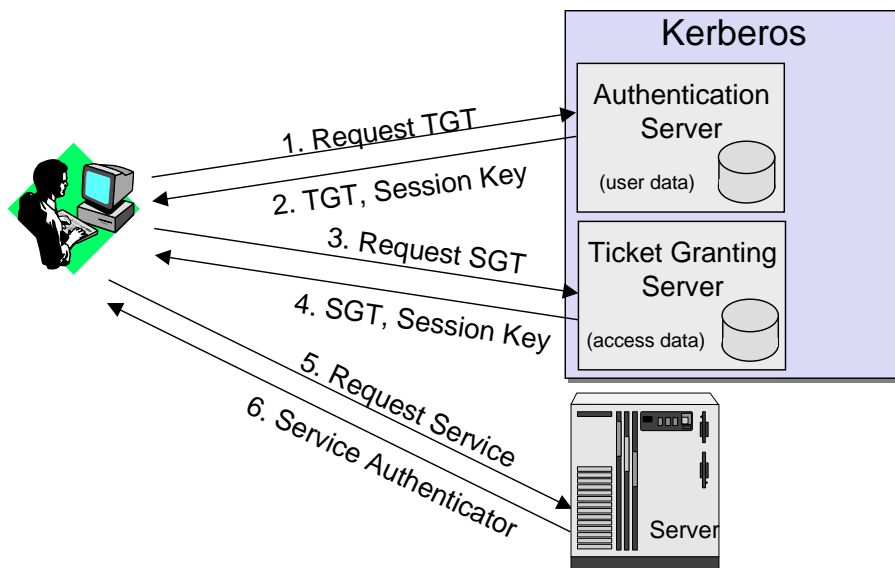 Kerberos
Authentication
Server
(user data)
1. Request TGT
2. TGT, Session Key
3. Request SGT
Ticket Granting
Server
(access data)
4. SGT, Session Key
5. Request Service
6. Service Authenticator
Server